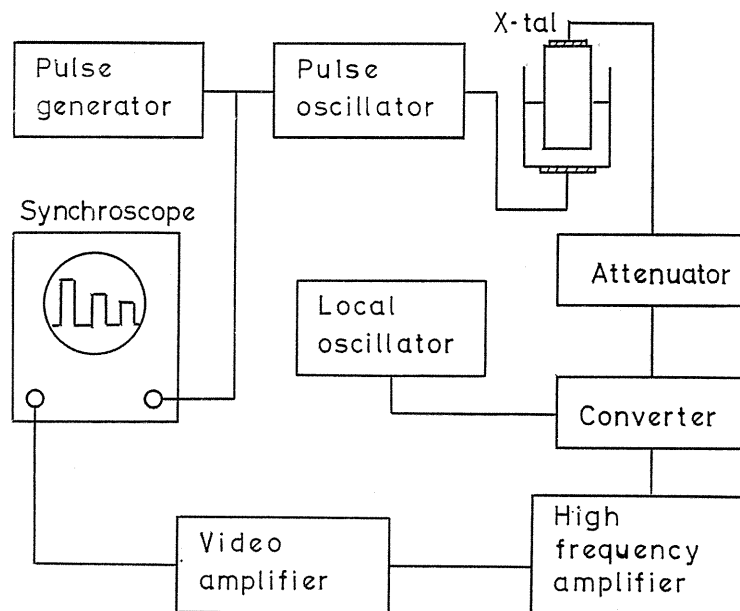 X-tal
Pulse
generator
Pulse
oscillator
Synchroscope
Attenuator
Local
oscillator
Converter
High
frequency
amplifier
Video
amplifier